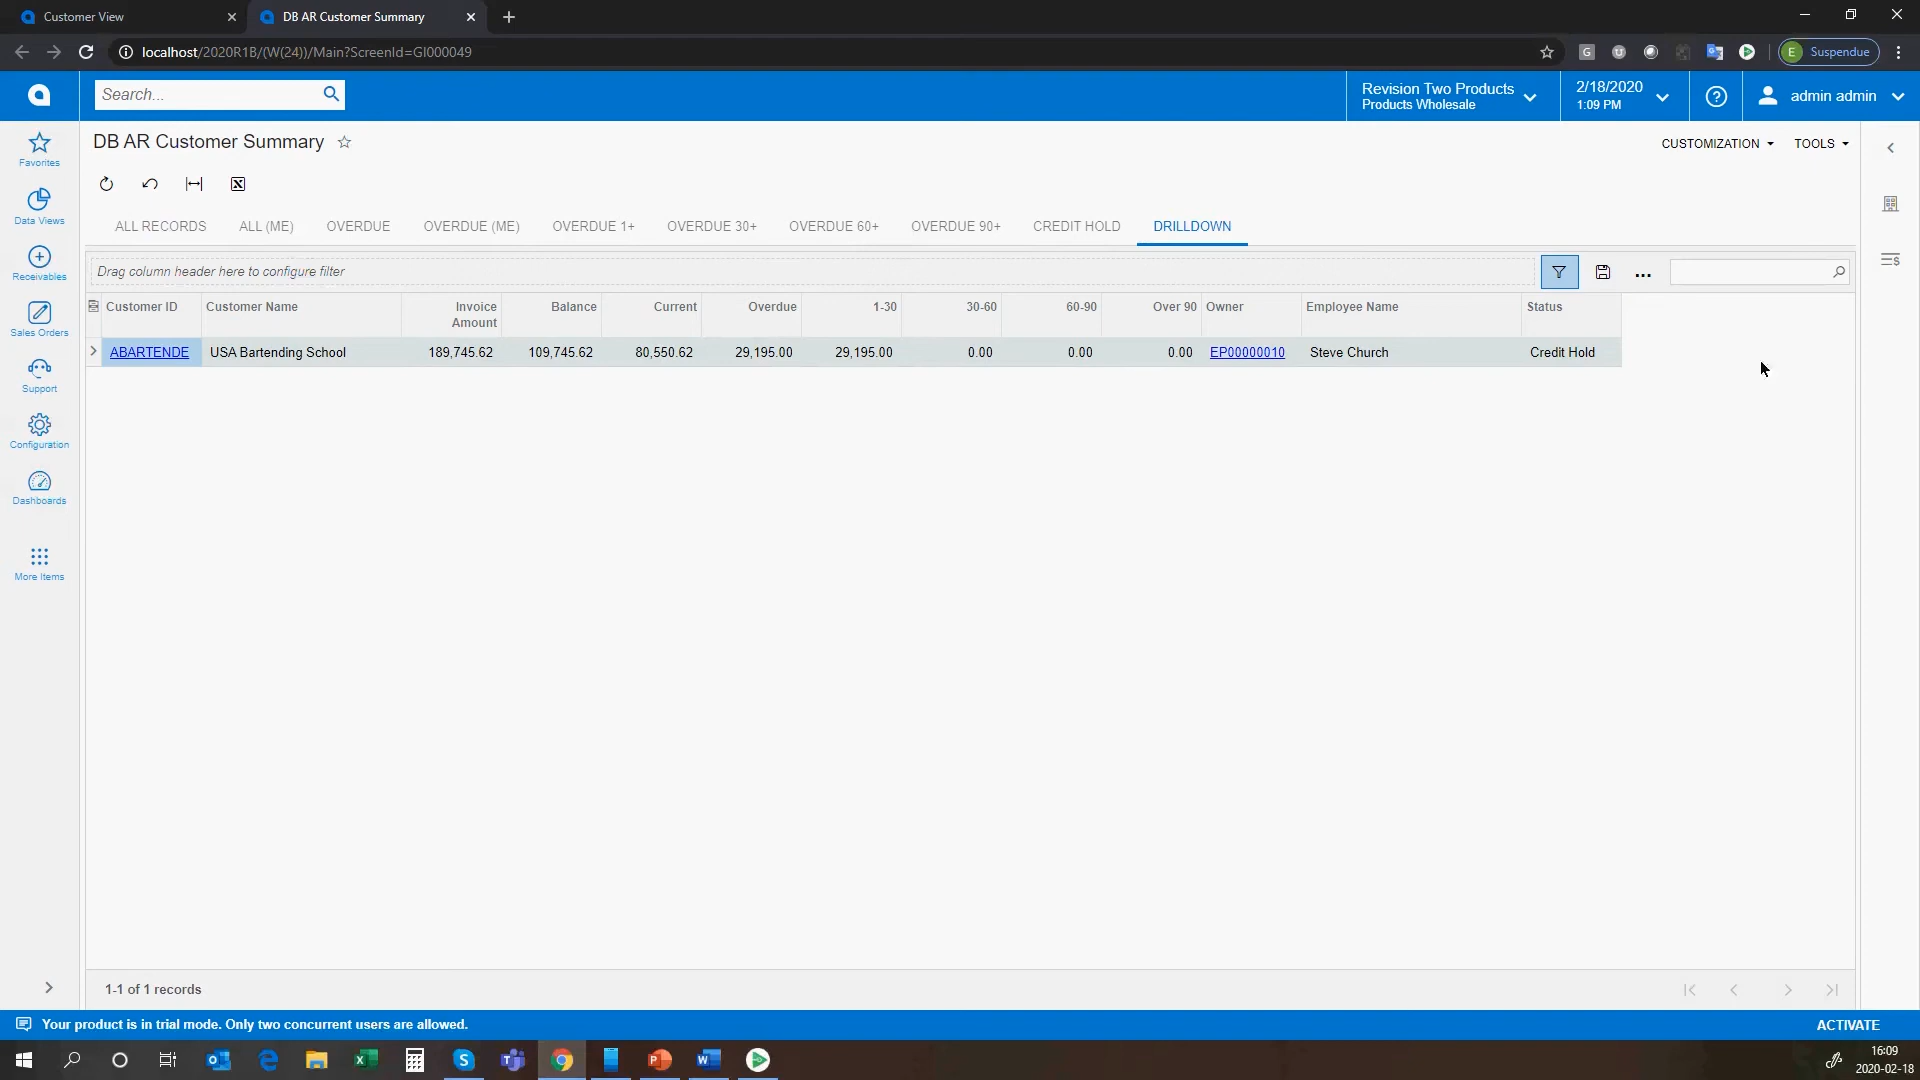 Customer View
DB AR Customer Summary
localhost/2020R1B/(W(24))/Main?ScreenId=GI000049
E Suspendue
Search...
Revision Two Products
Products Wholesale
2/18/2020
1:09 PM
admin admin
Favorites
Data Views
Receivables
Sales Orders
Support
Configuration
Dashboards
More Items
DB AR Customer Summary
CUSTOMIZATION
TOOLS
ALL RECORDS ALL (ME) OVERDUE OVERDUE (ME) OVERDUE 1+ OVERDUE 30+ OVERDUE 60+ OVERDUE 90+ CREDIT HOLD DRILLDOWN
Drag column header here to configure filter
Customer ID Customer Name Invoice Amount Balance Current Overdue 1-30 30-60 60-90 Over 90 Owner Employee Name Status
ABARTENDE USA Bartending School 189,745.62 109,745.62 80,550.62 29,195.00 29,195.00 0.00 0.00 0.00 EP00000010 Steve Church Credit Hold
1-1 of 1 records
Your product is in trial mode. Only two concurrent users are allowed.
ACTIVATE
16:09
2020-02-18